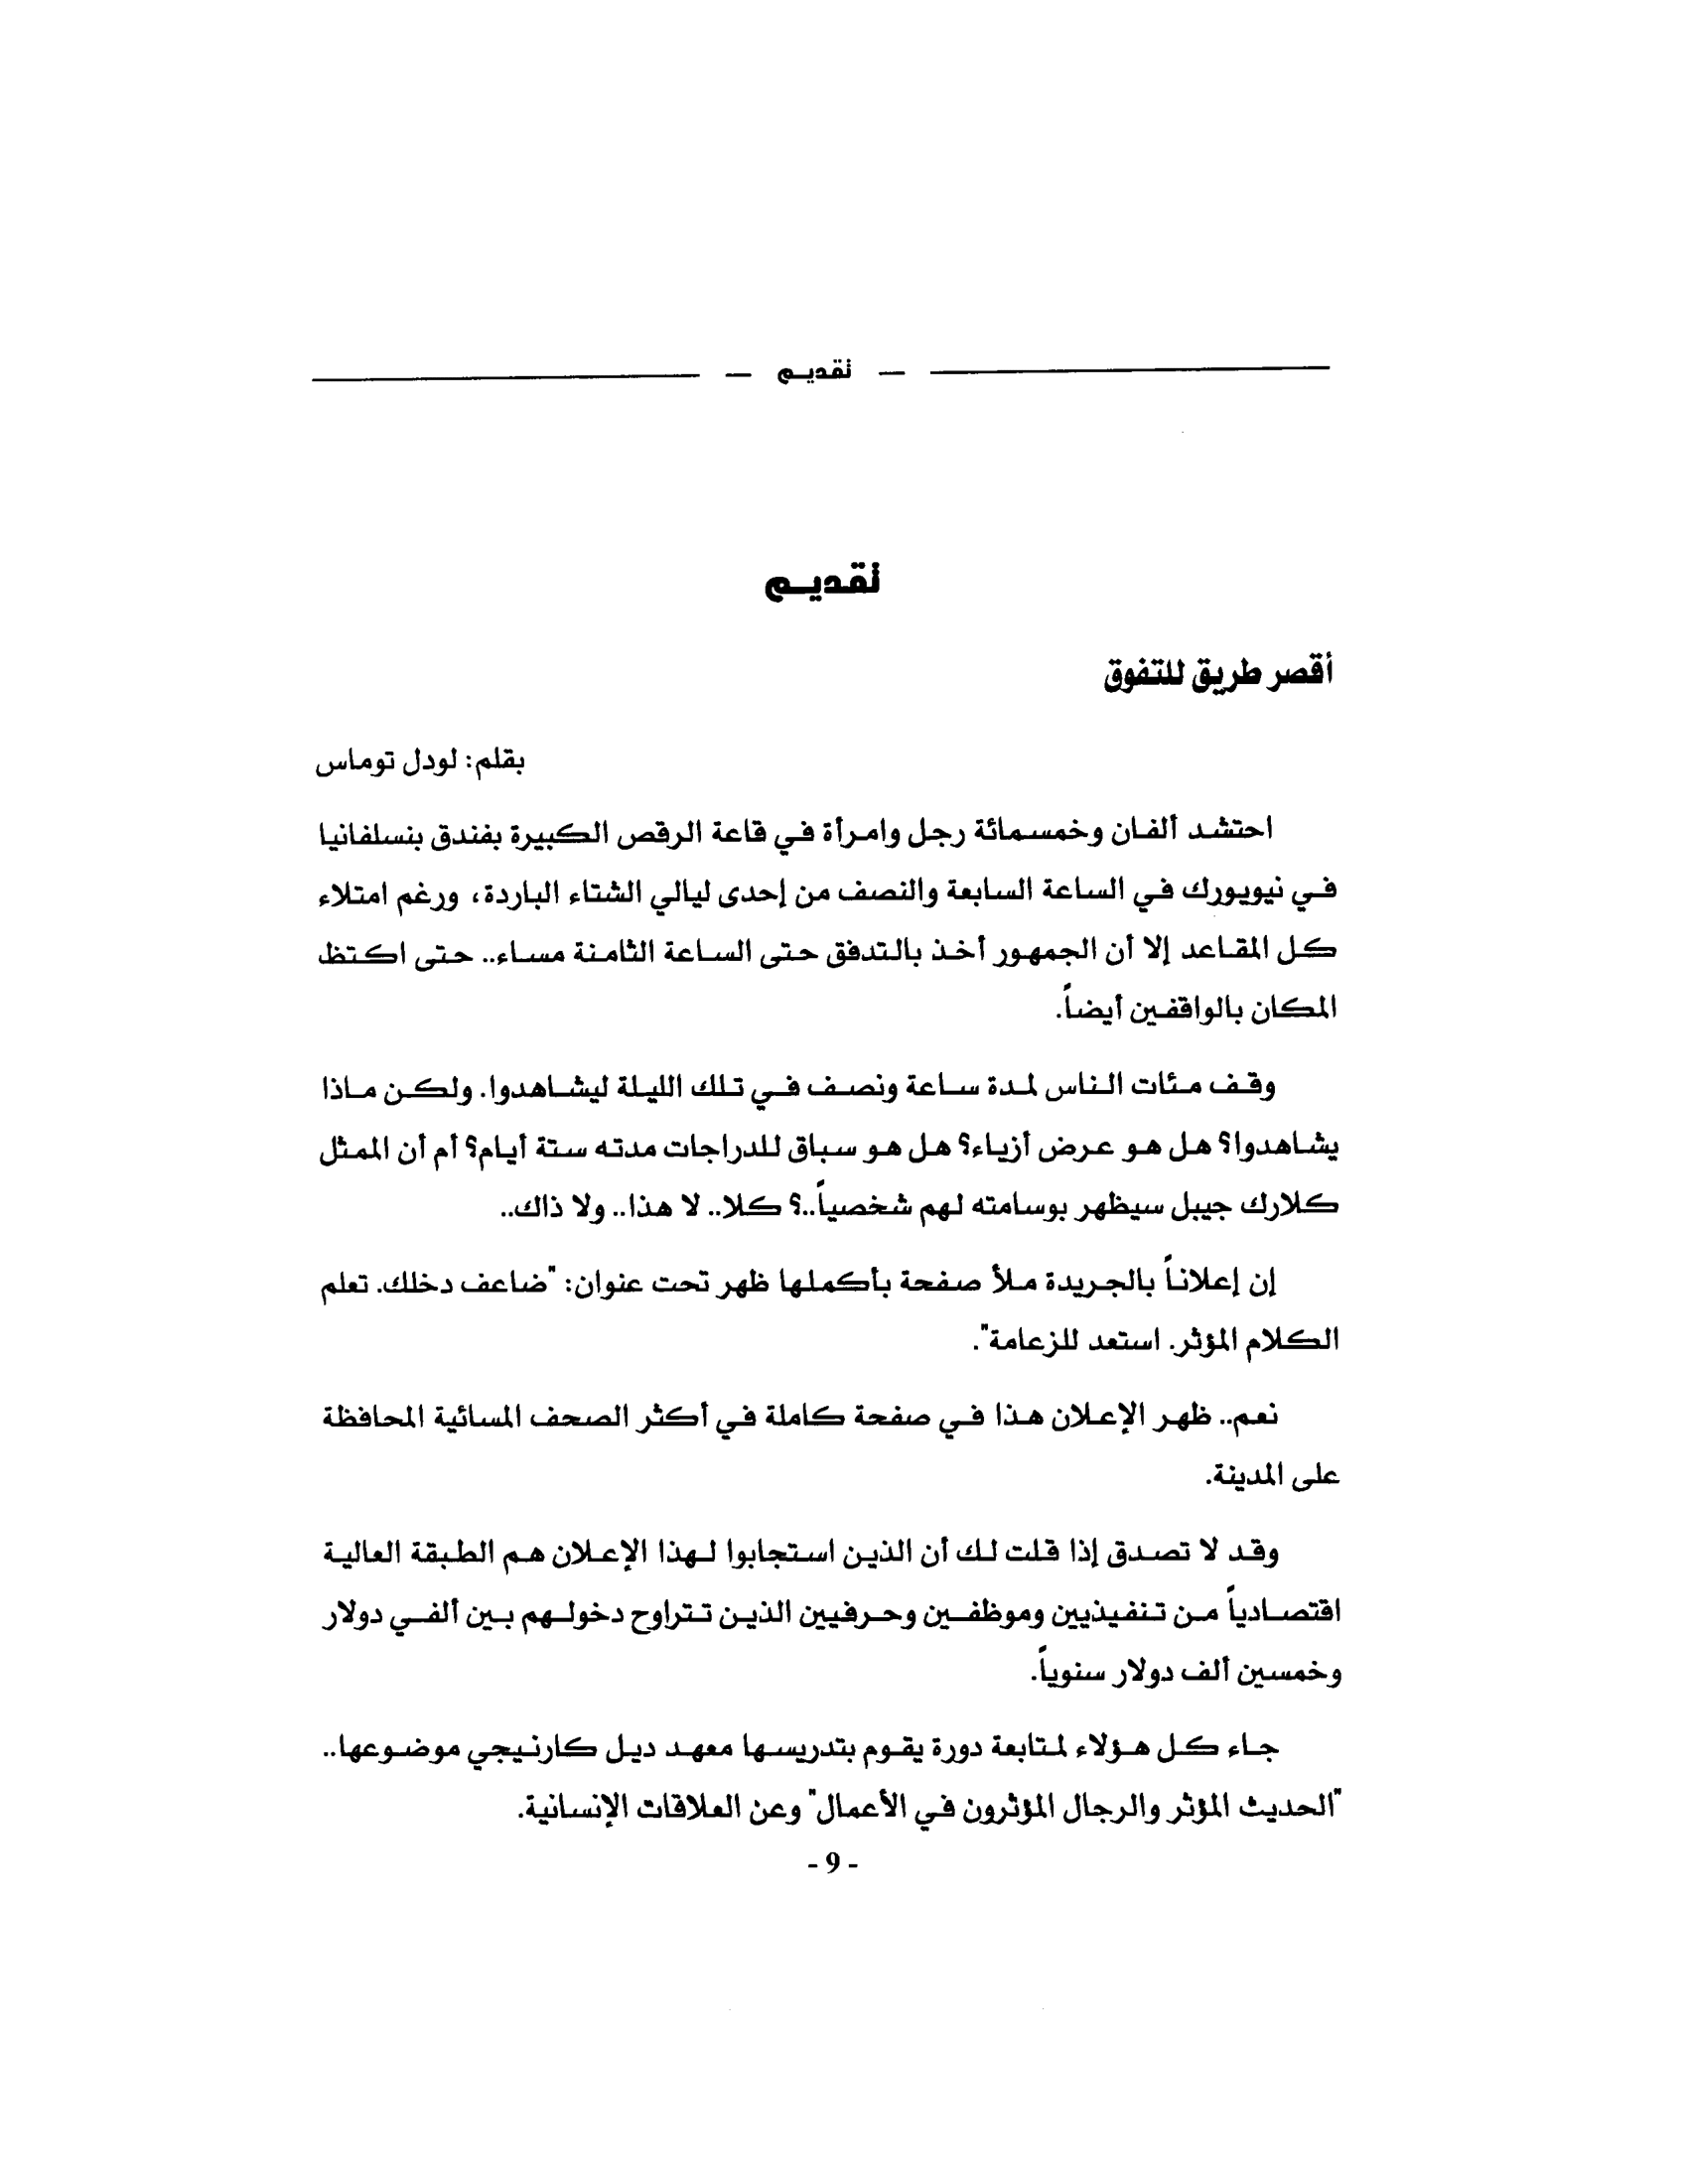 — تقديم —
تقديم
أقصر طريق للتفوق
بقلم: لودل توماس
احتشد ألفان وخمسمائة رجل وامرأة في قاعة الرقص الكبيرة بفندق بنسلفانيا
في نيويورك في الساعة السابعة والنصف من إحدى ليالي الشتاء الباردة، ورغم امتلاء
كل المقاعد إلا أن الجمهور أخذ بالتدفق حتى الساعة الثامنة مساء.. حتى اكتظ
المكان بالواقفين أيضاً.
وقف مئات الناس لمدة ساعة ونصف في تلك الليلة ليشاهدوا. ولكن ماذا
يشاهدوا؟ هل هو عرض أزياء؟ هل هو سباق للدراجات مدته ستة أيام؟ أم أن الممثل
كلارك جيبل سيظهر بوسامته لهم شخصياً..؟ كلا.. لا هذا.. ولا ذاك..
إن إعلاناً بالجريدة ملأ صفحة بأكملها ظهر تحت عنوان: "ضاعف دخلك. تعلم
الكلام المؤثر. استعد للزعامة".
نعم.. ظهر الإعلان هذا في صفحة كاملة في أكثر الصحف المسائية المحافظة
على المدينة.
وقد لا تصدق إذا قلت لك أن الذين استجابوا لهذا الإعلان هم الطبقة العالية
اقتصادياً من تنفيذيين وموظفين وحرفيين الذين تتراوح دخولهم بين ألفي دولار
وخمسين ألف دولار سنوياً.
جاء كل هؤلاء لمتابعة دورة يقوم بتدريسها معهد ديل كارنيجي موضوعها..
"الحديث المؤثر والرجال المؤثرون في الأعمال" وعن العلاقات الإنسانية.
- 9 -